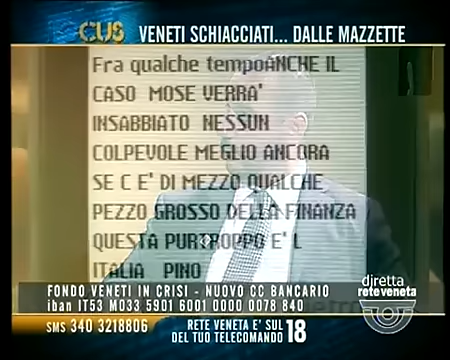 CUS VENETI SCHIACCIATI... DALLE MAZZETTE
Fra qualche tempoANCHE IL
CASO MOSE VERRA'
INSABBIATO NESSUN
COLPEVOLE MEGLIO ANCORA
SE C E' DI MEZZO QUALCHE
PEZZO GROSSO DELLA FINANZA
QUESTA PURTROPPO E' L
ITALIA PINO
FONDO VENETI IN CRISI - NUOVO CC BANCARIO
iban IT53 M033 5901 6001 0000 0078 840
diretta
reteveneta
SMS 340 3218806
RETE VENETA E' SUL
DEL TUO TELECOMANDO 18